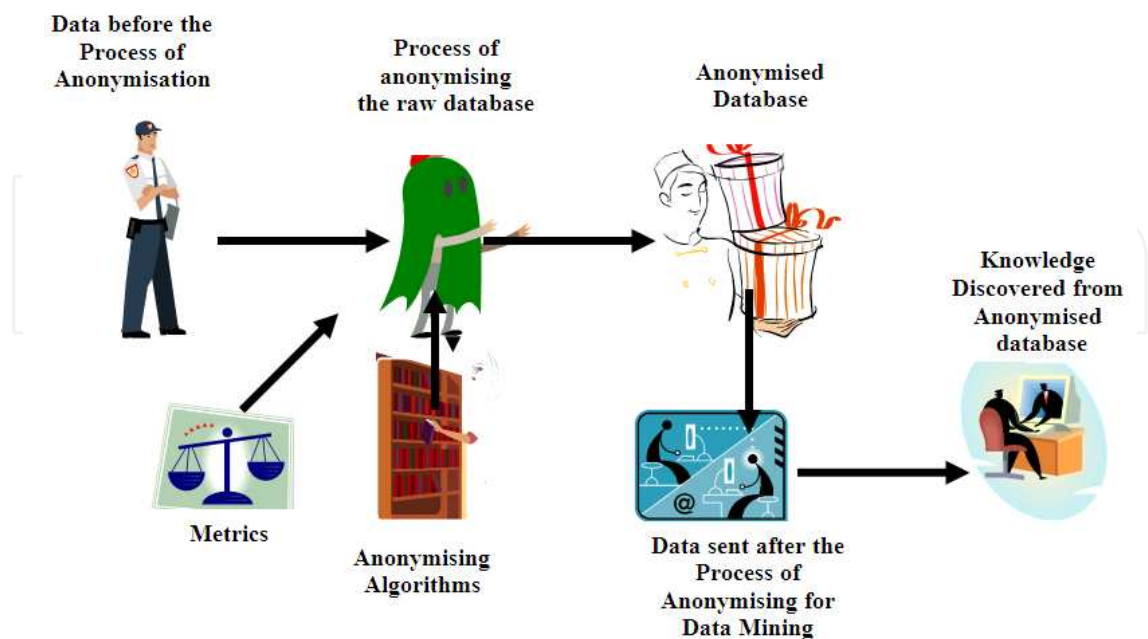 Data before the
Process of
Anonymisation
Process of
anonymising
the raw database
Anonymised
Database
Knowledge
Discovered from
Anonymised
database
Metrics
Anonymising
Algorithms
@
Data sent after the
Process of
Anonymising for
Data Mining